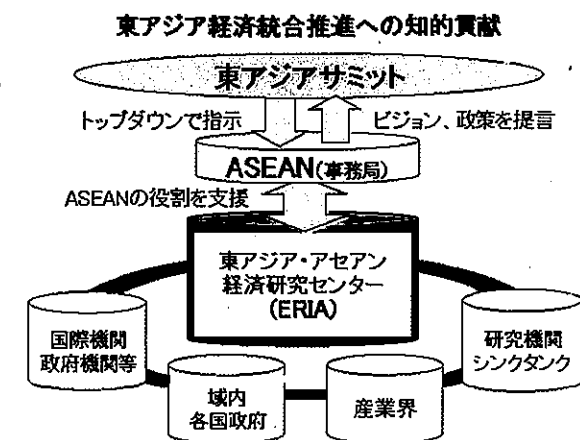 東アジア経済統合推進への知的貢献
東アジアサミット
トップダウンで指示
ビジョン、政策を提言
ASEAN(事務局)
ASEANの役割を支援
東アジア・アセアン
経済研究センター
(ERIA)
国際機関
政府機関等
域内
各国政府
産業界
研究機関
シンクタンク